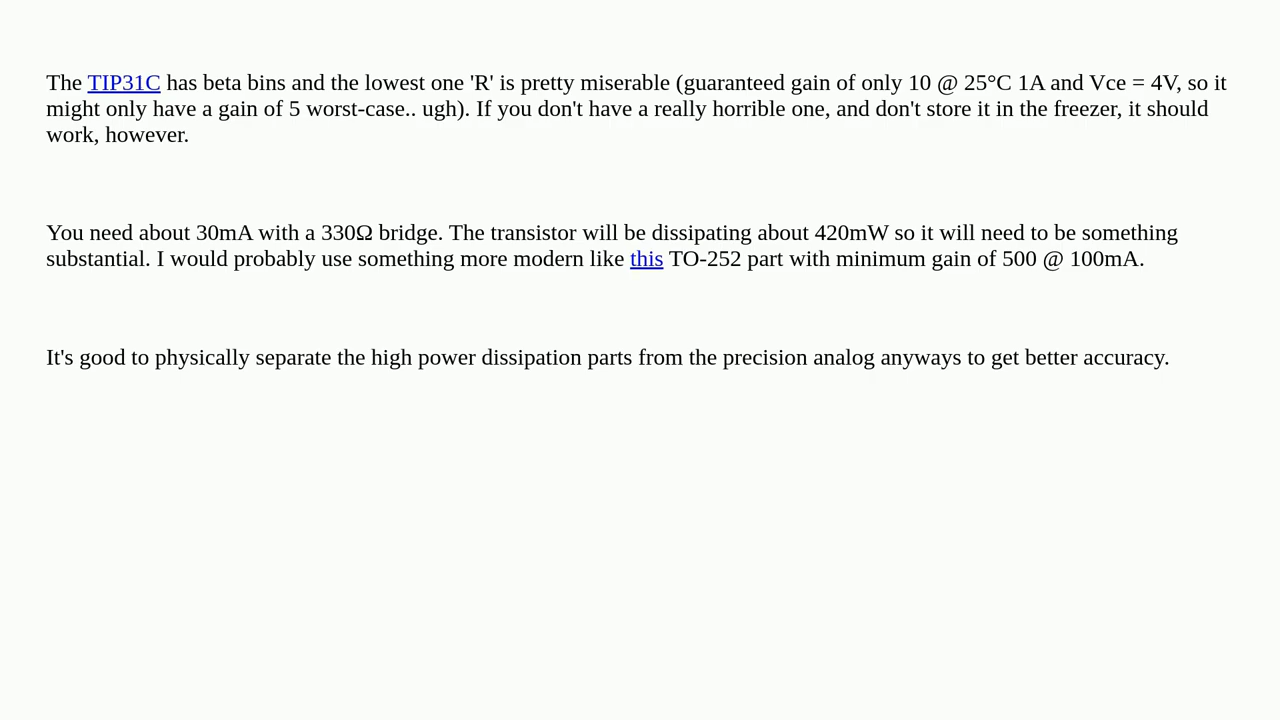 The TIP31C has beta bins and the lowest one 'R' is pretty miserable (guaranteed gain of only 10 @ 25°C 1A and Vce = 4V, so it
might only have a gain of 5 worst-case.. ugh). If you don't have a really horrible one, and don't store it in the freezer, it should
work, however.
You need about 30mA with a 330Ω bridge. The transistor will be dissipating about 420mW so it will need to be something
substantial. I would probably use something more modern like this TO-252 part with minimum gain of 500 @ 100mA.
It's good to physically separate the high power dissipation parts from the precision analog anyways to get better accuracy.